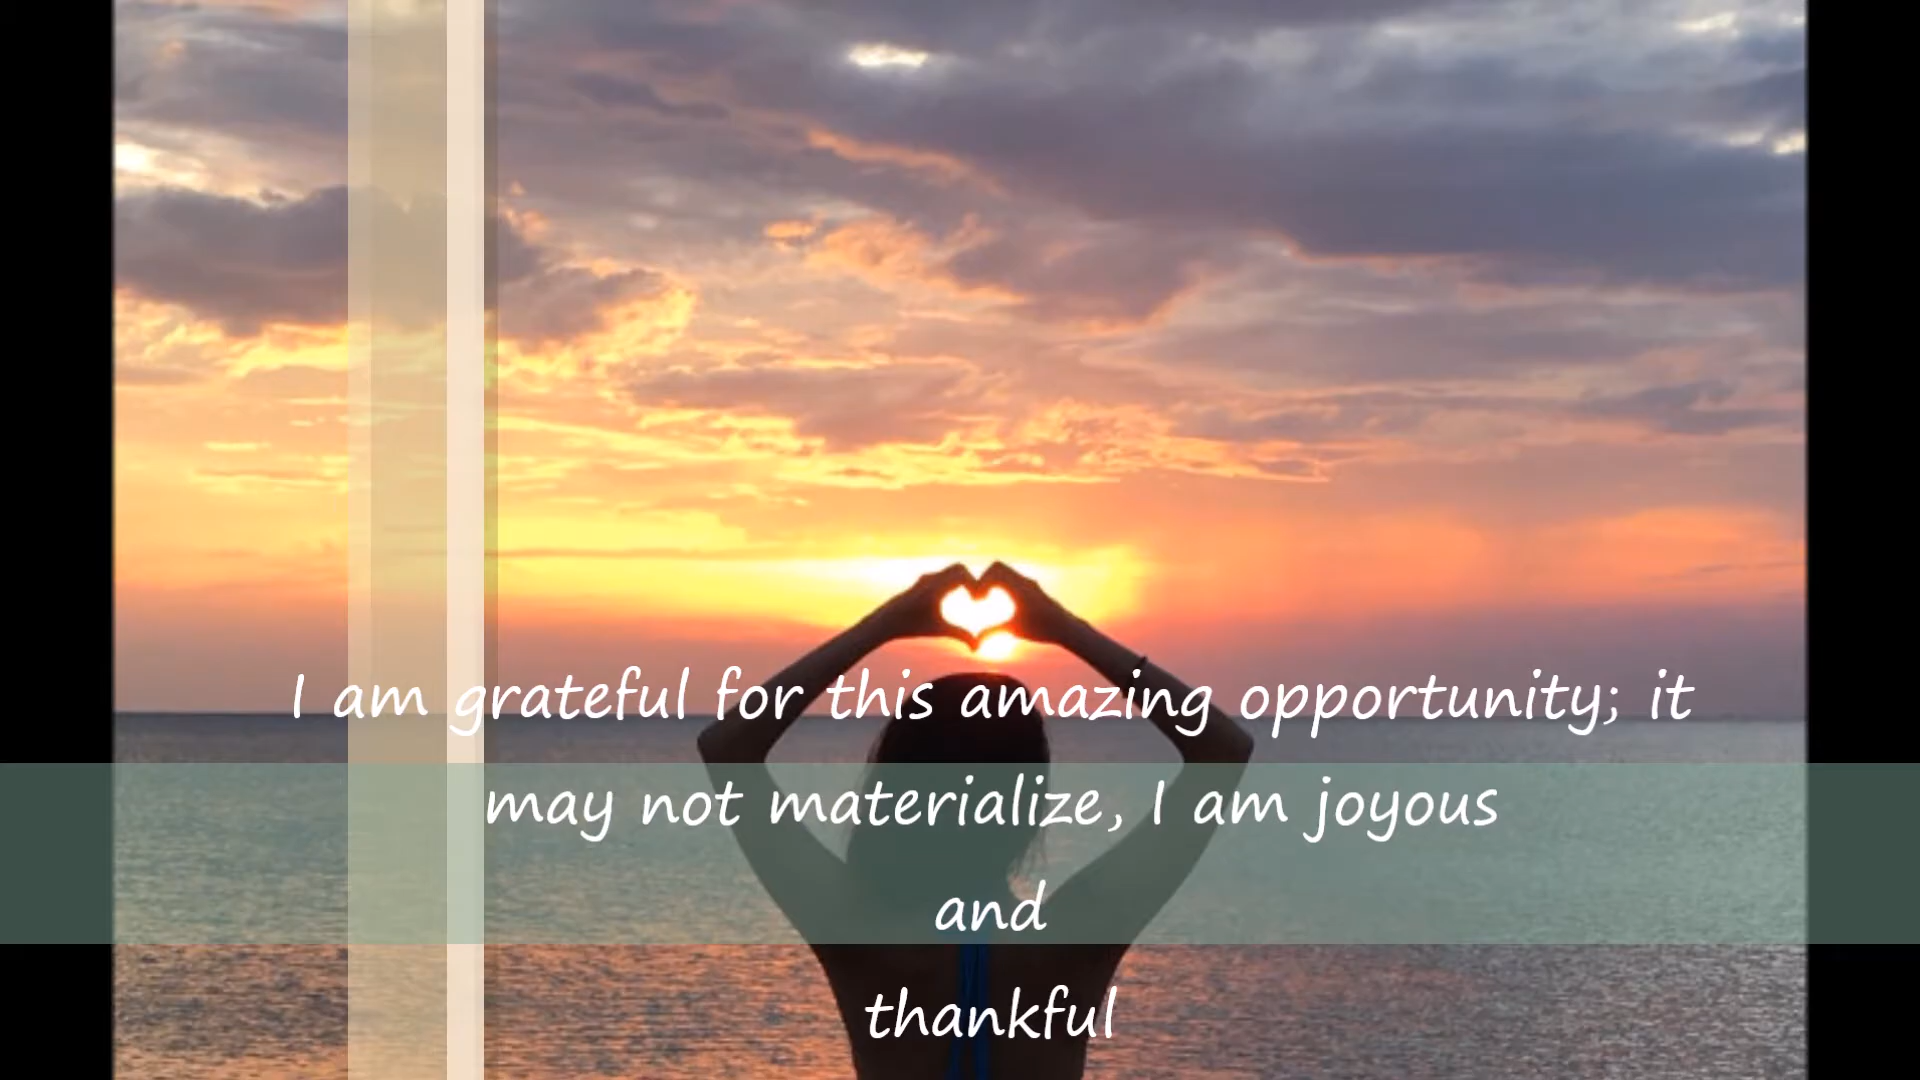 I am grateful for this amazing opportunity; it
may not materialize, I am joyous
and
thankful